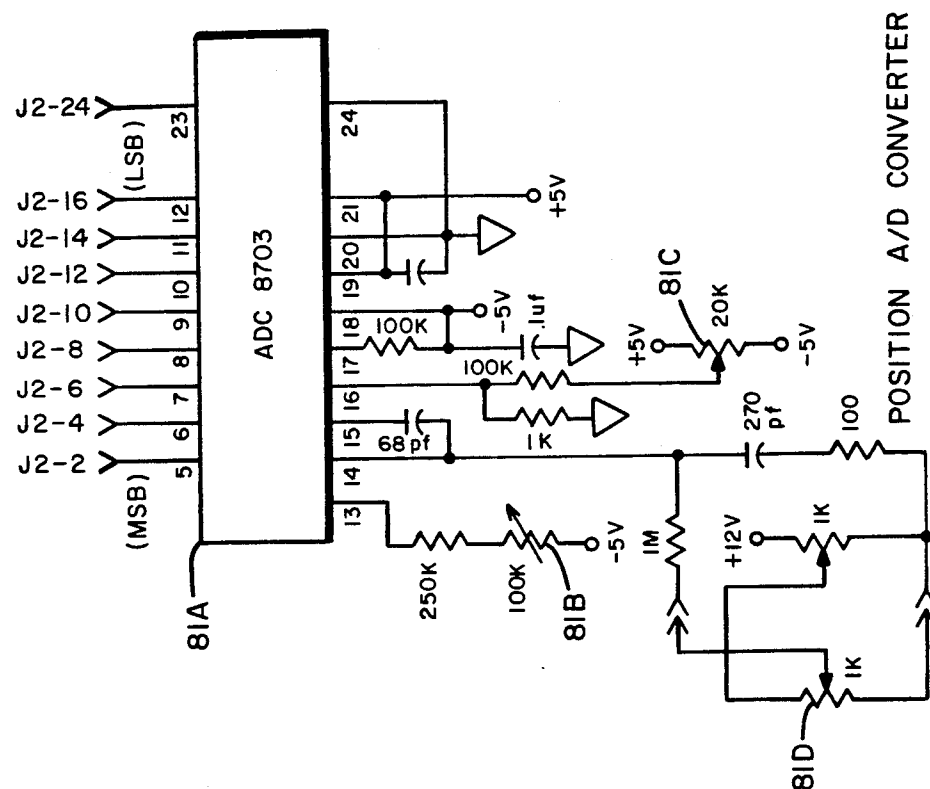 J2-24
J2-16
J2-14
J2-12
J2-10
J2-8
J2-6
J2-4
J2-2
(LSB)
(MSB)
23
12
11
10
9
8
7
6
5
ADC 8703
24
21
20
19
18
17
16
15
14
13
81A
+5V
-5V
100K
.1uf
100K
1K
68pf
+5V
81C
20K
-5V
250K
100K
81B
-5V
1M
270
pf
100
+12V
1K
1K
81D
POSITION A/D CONVERTER